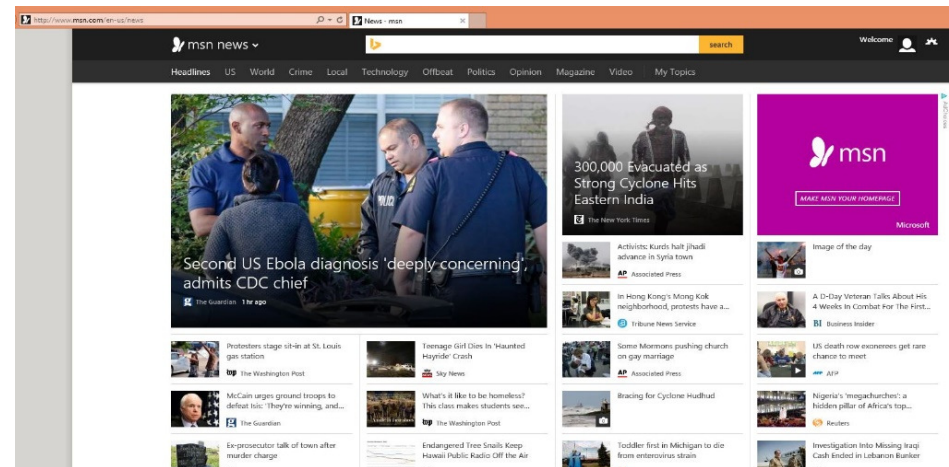 http://www.msn.com/en-us/news
News - msn
msn news
search
Welcome
Headlines US World Crime Local Technology Offbeat Politics Opinion Magazine Video My Topics
Second US Ebola diagnosis 'deeply concerning',
admits CDC chief
The Guardian 1 hr ago
300,000 Evacuated as
Strong Cyclone Hits
Eastern India
The New York Times
msn
MAKE MSN YOUR HOMEPAGE
Microsoft
AdChoices
Activists: Kurds halt jihadi
advance in Syria town
AP Associated Press
Image of the day
In Hong Kong's Mong Kok
neighborhood, protests have a...
Tribune News Service
A D-Day Veteran Talks About His
4 Weeks In Combat For The First...
BI Business Insider
Protesters stage sit-in at St. Louis
gas station
wp The Washington Post
Teenage Girl Dies In 'Haunted
Hayride' Crash
Sky News
Some Mormons pushing church
on gay marriage
AP Associated Press
US death row exonerees get rare
chance to meet
AFP
McCain urges ground troops to
defeat Isis: 'They're winning, and...
The Guardian
What's it like to be homeless?
This class makes students see...
wp The Washington Post
Bracing for Cyclone Hudhud
Nigeria's 'megachurches': a
hidden pillar of Africa's top...
Reuters
Ex-prosecutor talk of town after
murder charge
Endangered Tree Snails Keep
Hawaii Public Radio Off the Air
Toddler first in Michigan to die
from enterovirus strain
Investigation Into Missing Iraqi
Cash Ended in Lebanon Bunker